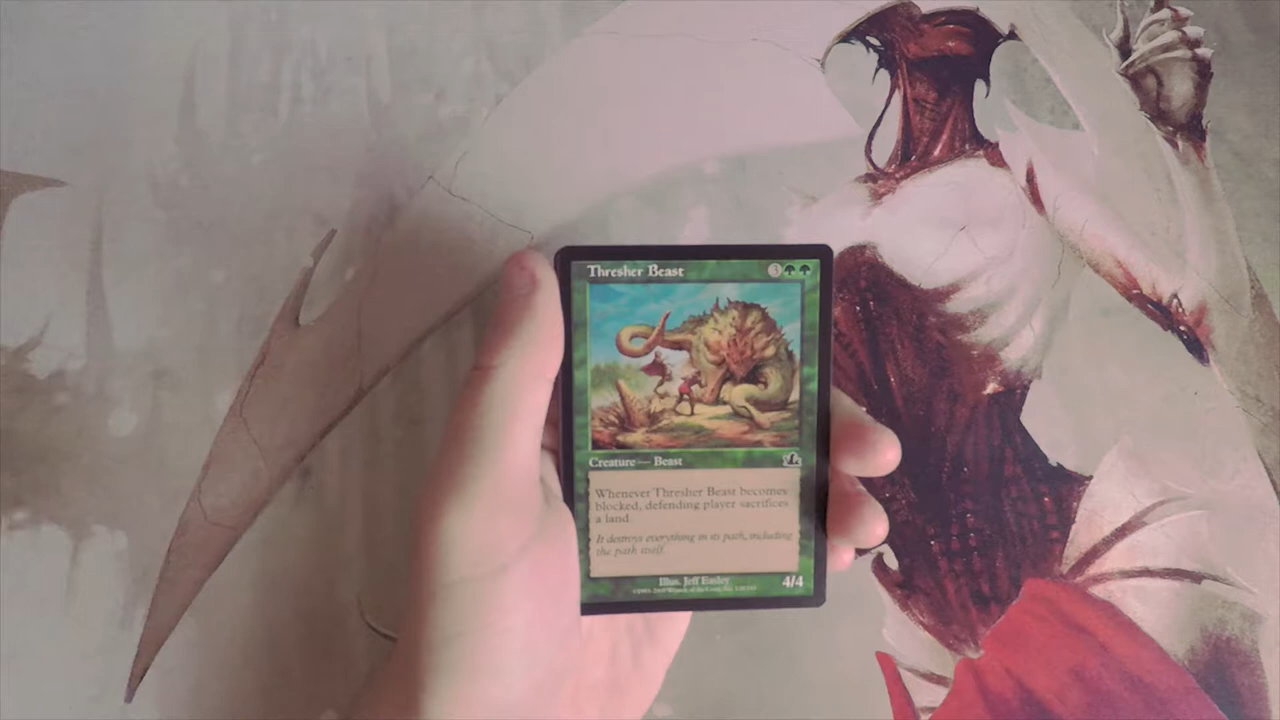 Thresher Beast 3
Creature — Beast
Whenever Thresher Beast becomes
blocked, defending player sacrifices
a land.
It destroys everything in its path, including
the path itself.
Illus. Jeff Easley
4/4